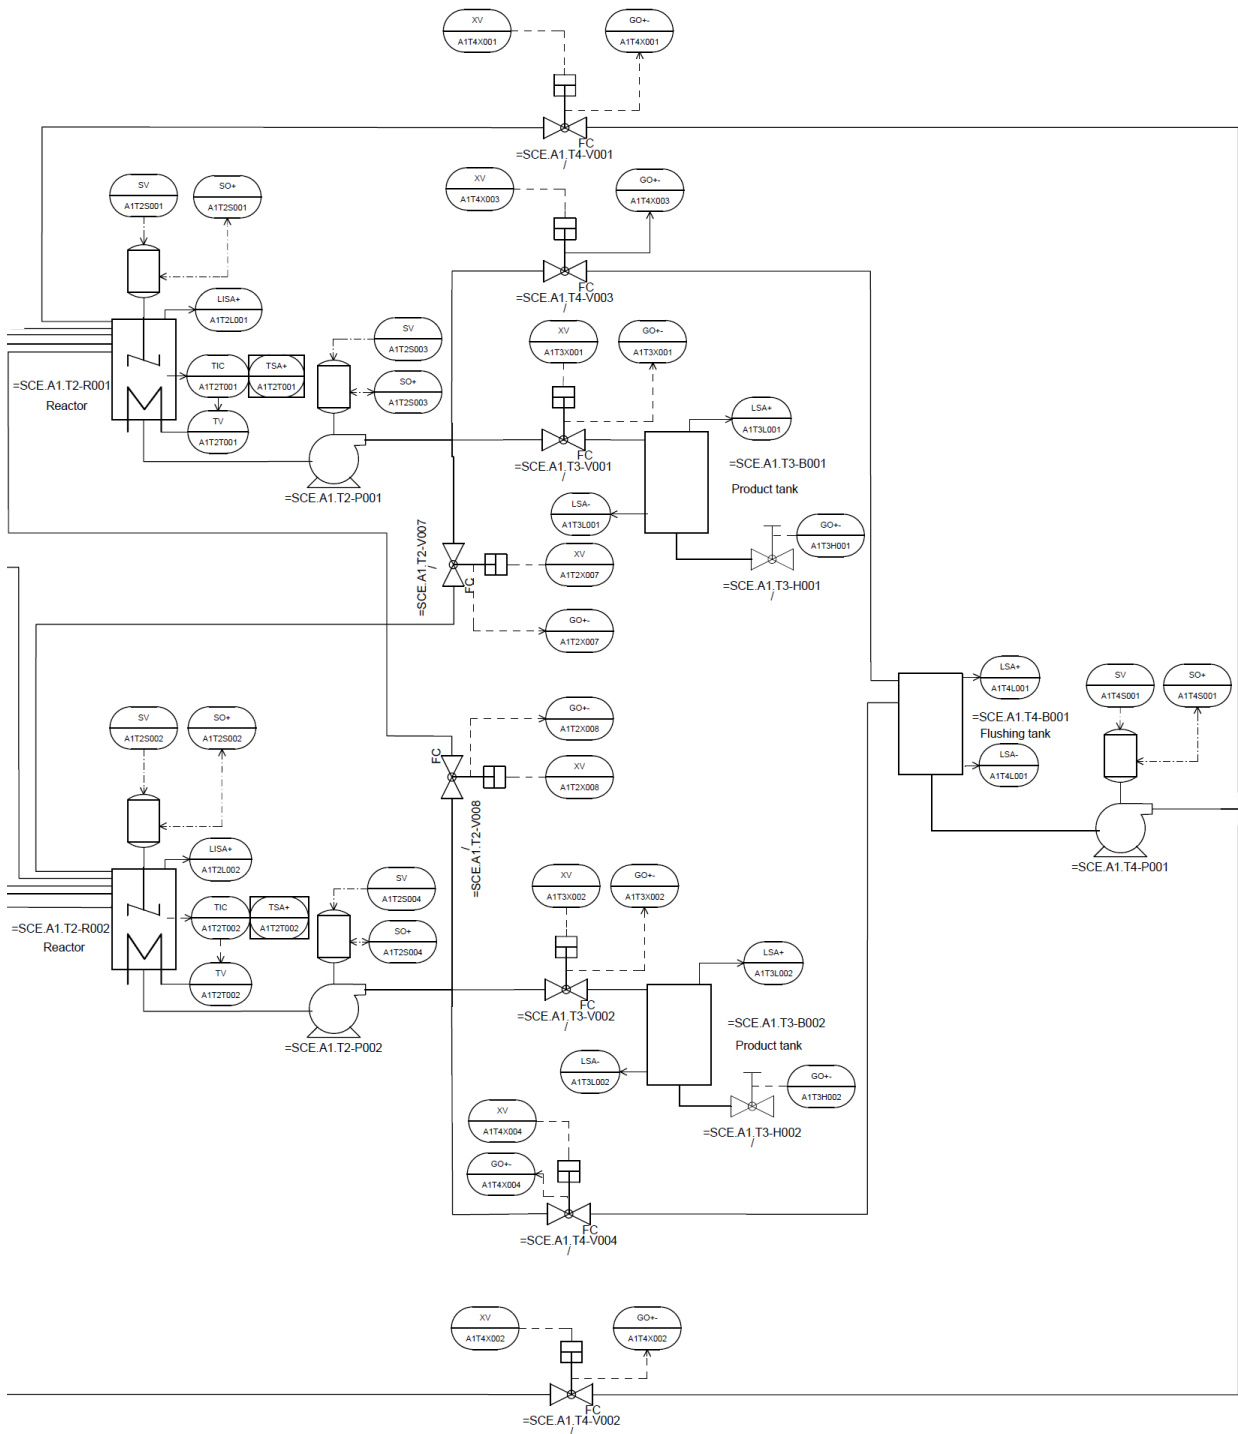 XV
A1T4X001
GO+-
A1T4X001
FC
=SCE.A1.T4-V001
/
SV
A1T2S001
SO+
A1T2S001
XV
A1T4X003
GO+-
A1T4X003
FC
=SCE.A1.T4-V003
/
LISA+
A1T2L001
SV
A1T2S003
XV
A1T3X001
GO+-
A1T3X001
=SCE.A1.T2-R001
Reactor
TIC
A1T2T001
TSA+
A1T2T001
SO+
A1T2S003
TV
A1T2T001
LSA+
A1T3L001
FC
=SCE.A1.T3-V001
/
=SCE.A1.T3-B001
Product tank
=SCE.A1.T2-P001
LSA-
A1T3L001
GO+-
A1T3H001
=SCE.A1.T3-H001
/
=SCE.A1.T2-V007
/
FC
XV
A1T2X007
GO+-
A1T2X007
LSA+
A1T4L001
SV
A1T4S001
SO+
A1T4S001
=SCE.A1.T4-B001
Flushing tank
LSA-
A1T4L001
=SCE.A1.T4-P001
SV
A1T2S002
SO+
A1T2S002
GO+-
A1T2X008
FC
XV
A1T2X008
=SCE.A1.T2-V008
/
LISA+
A1T2L002
SV
A1T2S004
XV
A1T3X002
GO+-
A1T3X002
=SCE.A1.T2-R002
Reactor
TIC
A1T2T002
TSA+
A1T2T002
SO+
A1T2S004
TV
A1T2T002
LSA+
A1T3L002
FC
=SCE.A1.T3-V002
/
=SCE.A1.T3-B002
Product tank
=SCE.A1.T2-P002
LSA-
A1T3L002
GO+-
A1T3H002
=SCE.A1.T3-H002
/
XV
A1T4X004
GO+-
A1T4X004
FC
=SCE.A1.T4-V004
/
XV
A1T4X002
GO+-
A1T4X002
FC
=SCE.A1.T4-V002
/